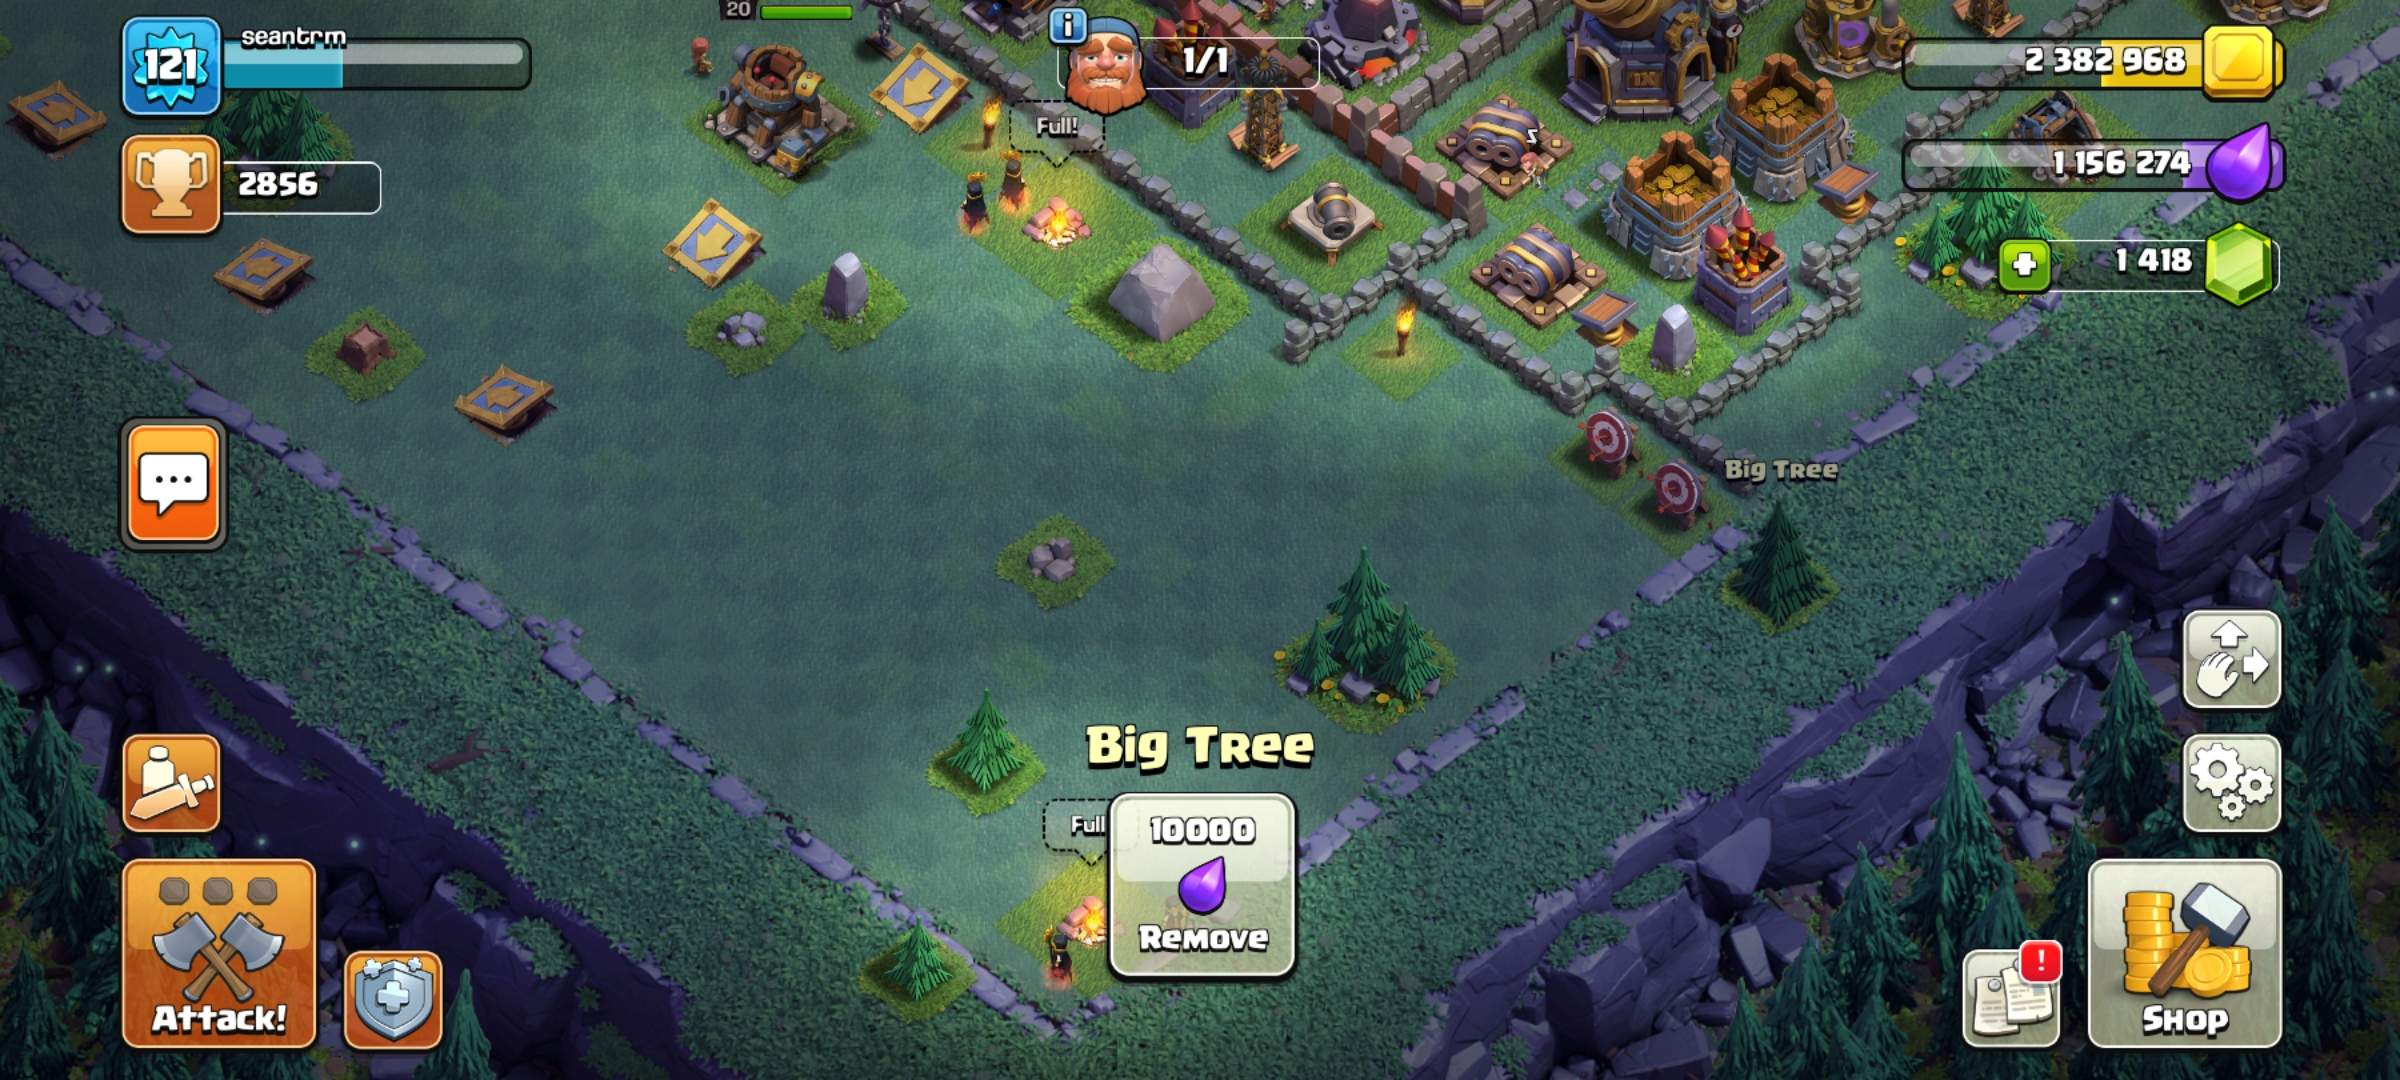 20
121
seantrm
1/1
2 382 968
Full!
1 156 274
2856
1 418
Big Tree
Big Tree
Full
10000
Remove
Attack!
!
Shop